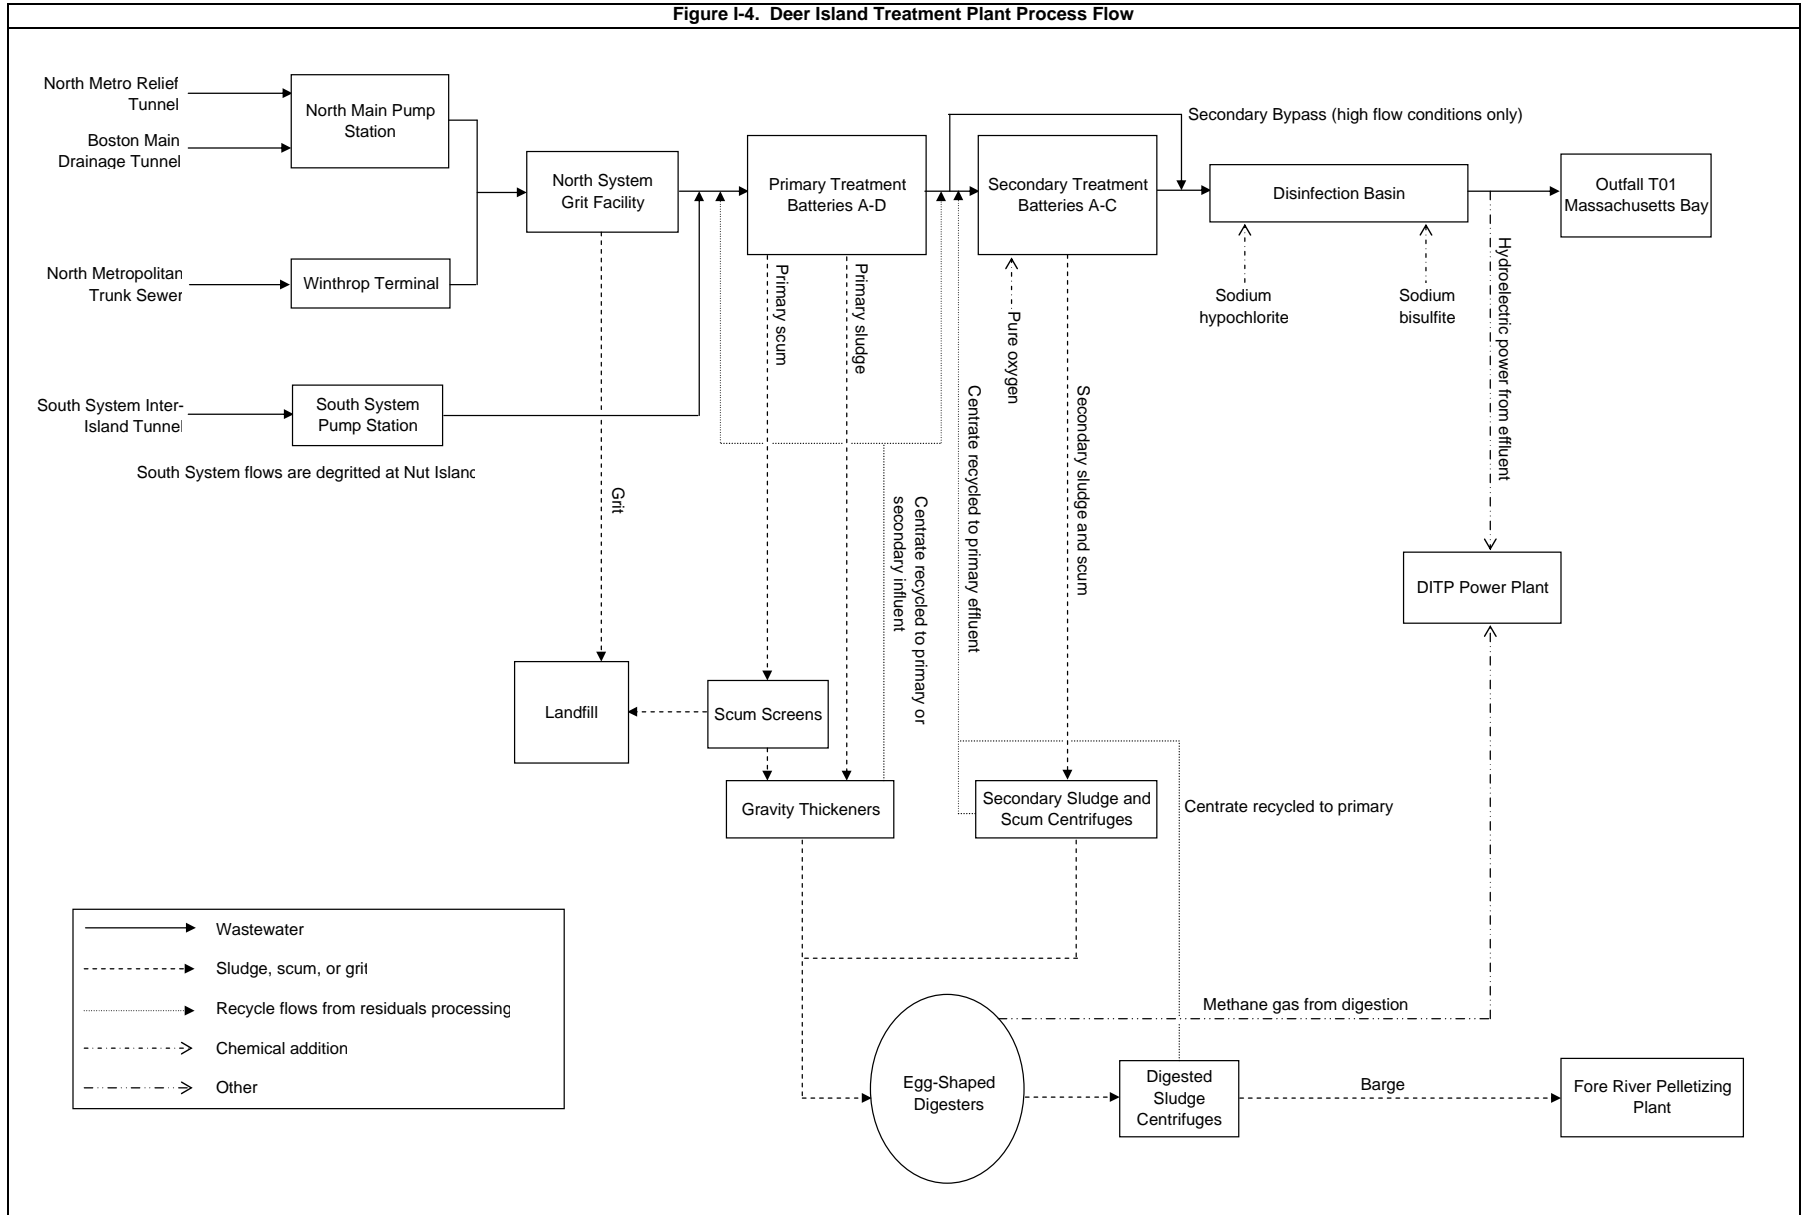 Figure I-4. Deer Island Treatment Plant Process Flow
North Metro Relief
Tunnel
Boston Main
Drainage Tunnel
North Main Pump
Station
North Metropolitan
Trunk Sewer
Winthrop Terminal
South System Inter-
Island Tunnel
South System
Pump Station
South System flows are degritted at Nut Islanc
North System
Grit Facility
Primary Treatment
Batteries A-D
Secondary Bypass (high flow conditions only)
Secondary Treatment
Batteries A-C
Disinfection Basin
Outfall T01
Massachusetts Bay
Sodium
hypochlorite
Sodium
bisulfite
Hydroelectric power from effluent
Primary scum
Primary sludge
Pure oxygen
Grit
Centrate recycled to primary or
secondary influent
Centrate recycled to primary effluent
Secondary sludge and scum
DITP Power Plant
Landfill
Scum Screens
Gravity Thickeners
Secondary Sludge and
Scum Centrifuges
Centrate recycled to primary
Methane gas from digestion
Egg-Shaped
Digesters
Digested
Sludge
Centrifuges
Barge
Fore River Pelletizing
Plant
Wastewater
Sludge, scum, or grit
Recycle flows from residuals processing
Chemical addition
Other